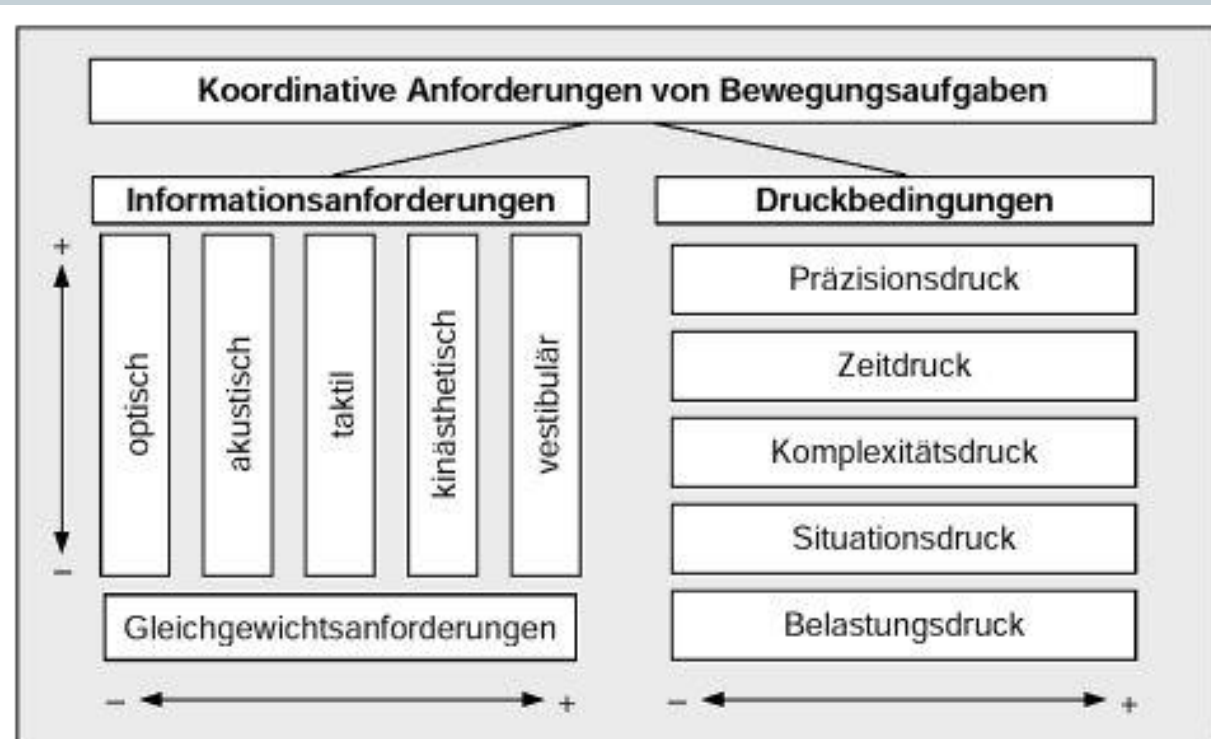 Koordinative Anforderungen von Bewegungsaufgaben
Informationsanforderungen
Druckbedingungen
+
optisch
akustisch
taktil
kinästhetisch
vestibulär
–
Gleichgewichtsanforderungen
– +
Präzisionsdruck
Zeitdruck
Komplexitätsdruck
Situationsdruck
Belastungsdruck
– +